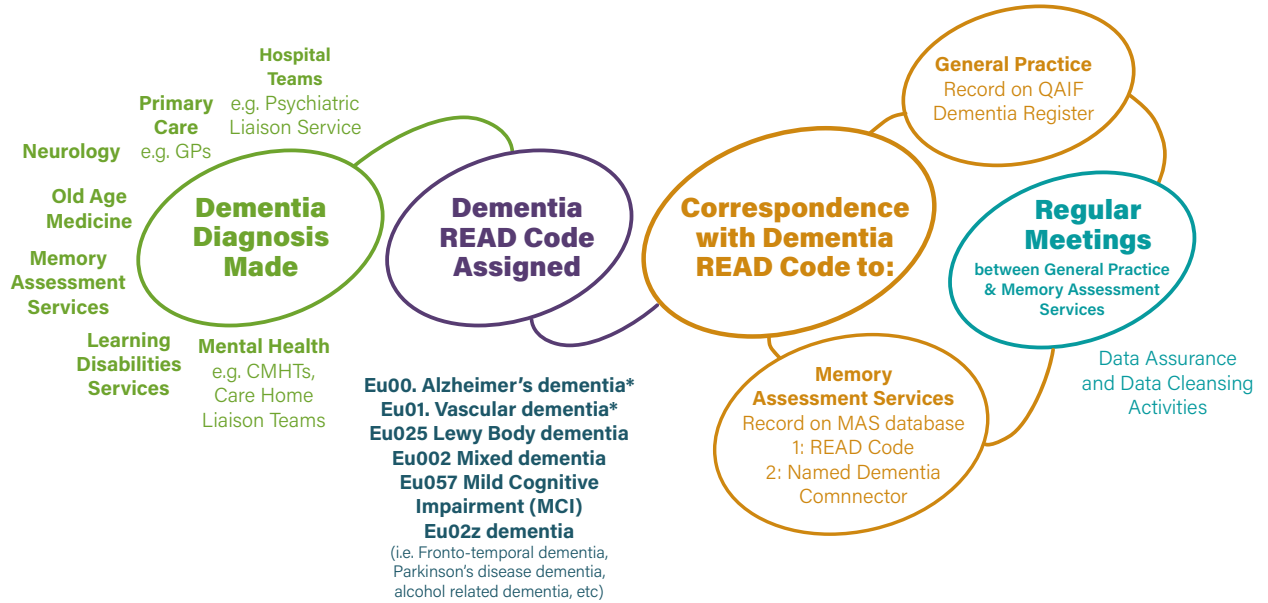 Hospital
Teams
e.g. Psychiatric
Liaison Service
Primary
Care
e.g. GPs
Neurology
Old Age
Medicine
Memory
Assessment
Services
Learning
Disabilities
Services
Mental Health
e.g. CMHTs,
Care Home
Liaison Teams
Dementia
Diagnosis
Made
Dementia
READ Code
Assigned
Eu00. Alzheimer's dementia*
Eu01. Vascular dementia*
Eu025 Lewy Body dementia
Eu002 Mixed dementia
Eu057 Mild Cognitive
Impairment (MCI)
Eu02z dementia
(i.e. Fronto-temporal dementia,
Parkinson's disease dementia,
alcohol related dementia, etc)
Correspondence
with Dementia
READ Code to:
General Practice
Record on QAIF
Dementia Register
Memory
Assessment Services
Record on MAS database
1: READ Code
2: Named Dementia
Comnnector
Regular
Meetings
between General Practice
& Memory Assessment
Services
Data Assurance
and Data Cleansing
Activities